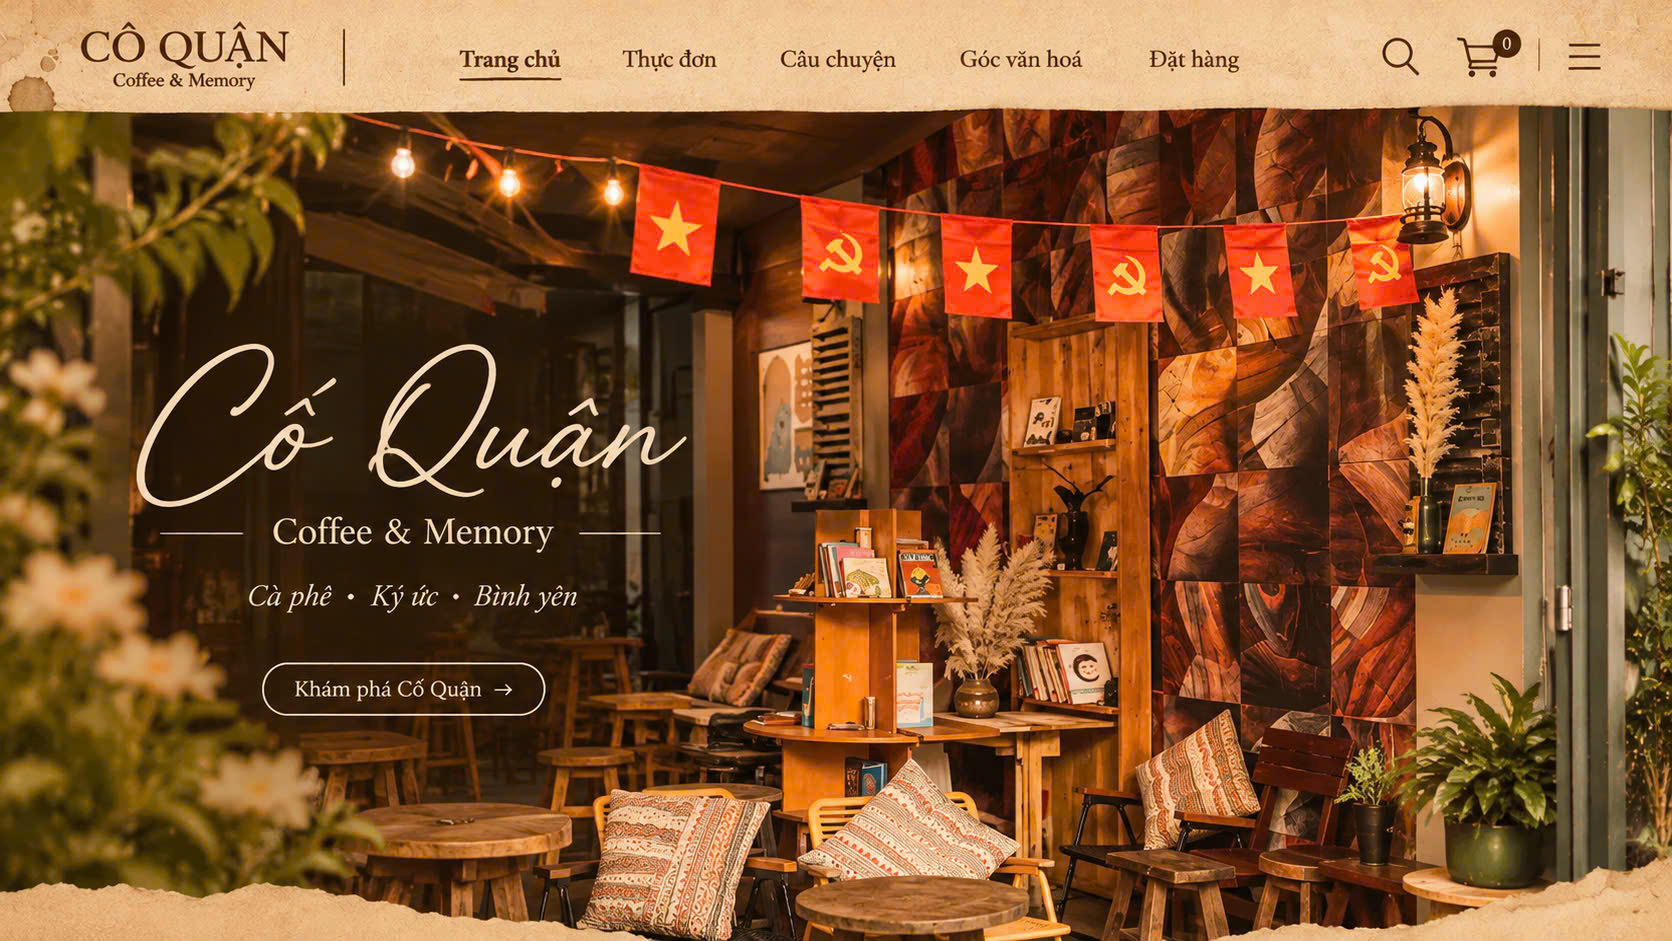 CÔ QUẬN
Coffee & Memory
Trang chủ
Thực đơn
Câu chuyện
Góc văn hoá
Đặt hàng
0
Cố Quận
Coffee & Memory
Cà phê • Ký ức • Bình yên
Khám phá Cố Quận →